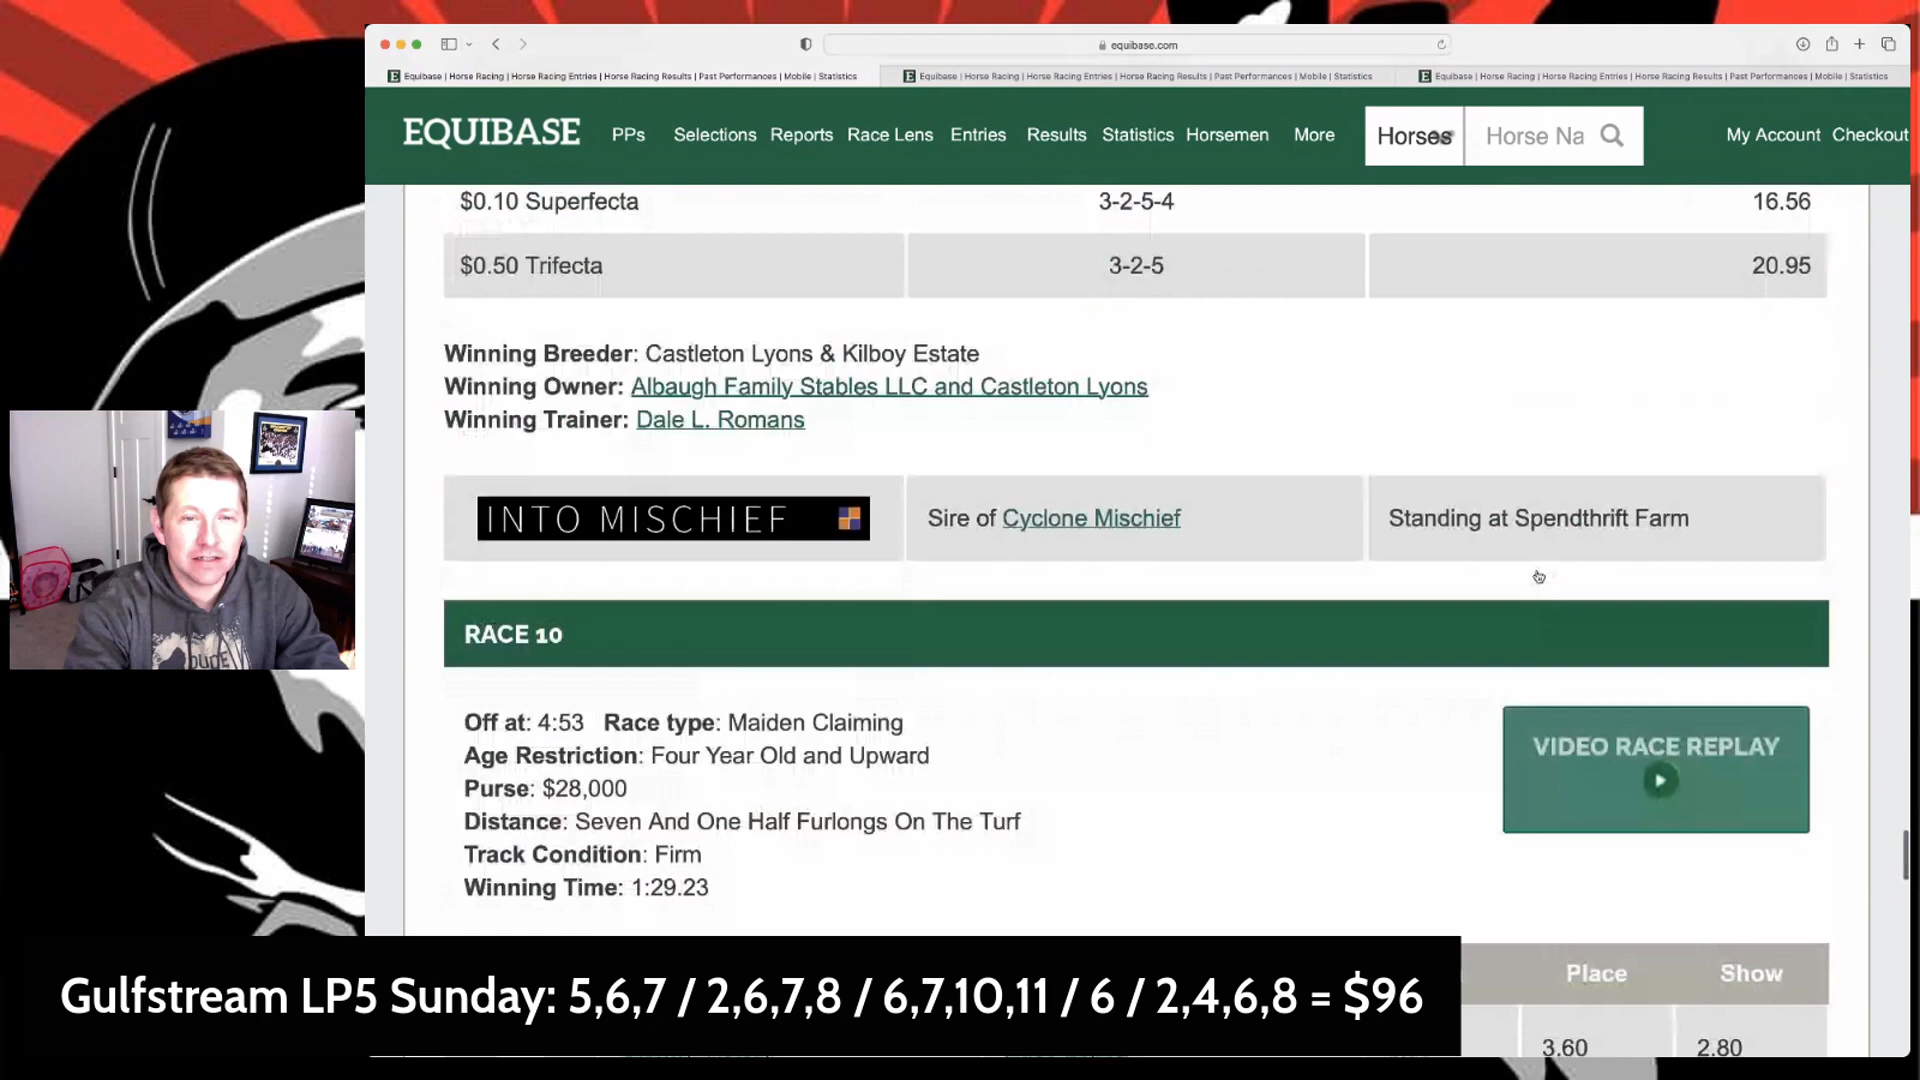 equibase.com
Equibase | Horse Racing | Horse Racing Entries | Horse Racing Results | Past Performances | Mobile | Statistics
Equibase | Horse Racing | Horse Racing Entries | Horse Racing Results | Past Performances | Mobile | Statistics
Equibase | Horse Racing | Horse Racing Entries | Horse Racing Results | Past Performances | Mobile | Statistics
EQUIBASE PPs Selections Reports Race Lens Entries Results Statistics Horsemen More Horses Horse Na My Account Checkout
$0.10 Superfecta 3-2-5-4 16.56
$0.50 Trifecta 3-2-5 20.95
Winning Breeder: Castleton Lyons & Kilboy Estate
Winning Owner: Albaugh Family Stables LLC and Castleton Lyons
Winning Trainer: Dale L. Romans
INTO MISCHIEF Sire of Cyclone Mischief Standing at Spendthrift Farm
RACE 10
Off at: 4:53 Race type: Maiden Claiming
Age Restriction: Four Year Old and Upward
Purse: $28,000
Distance: Seven And One Half Furlongs On The Turf
Track Condition: Firm
Winning Time: 1:29.23
VIDEO RACE REPLAY
Place Show
3.60 2.80
Gulfstream LP5 Sunday: 5,6,7 / 2,6,7,8 / 6,7,10,11 / 6 / 2,4,6,8 = $96